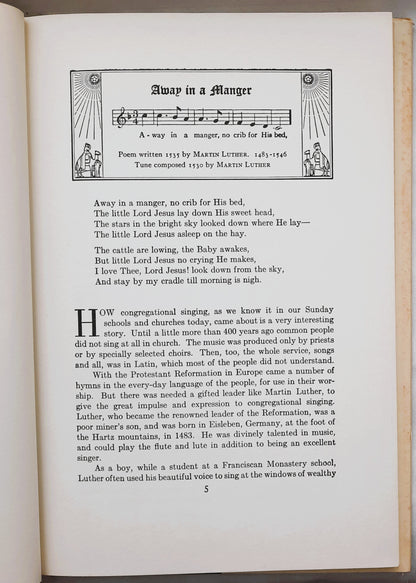 Away in a Manger
A - way in a manger, no crib for His bed,
Poem written 1535 by MARTIN LUTHER. 1483-1546
Tune composed 1530 by MARTIN LUTHER
Away in a manger, no crib for His bed,
The little Lord Jesus lay down His sweet head,
The stars in the bright sky looked down where He lay—
The little Lord Jesus asleep on the hay.
The cattle are lowing, the Baby awakes,
But little Lord Jesus no crying He makes,
I love Thee, Lord Jesus! look down from the sky,
And stay by my cradle till morning is nigh.
HOW congregational singing, as we know it in our Sunday
schools and churches today, came about is a very interesting
story. Until a little more than 400 years ago common people
did not sing at all in church. The music was produced only by priests
or by specially selected choirs. Then, too, the whole service, songs
and all, was in Latin, which most of the people did not understand.
With the Protestant Reformation in Europe came a number of
hymns in the every-day language of the people, for use in their wor-
ship. But there was needed a gifted leader like Martin Luther, to
give the great impulse and expression to congregational singing.
Luther, who became the renowned leader of the Reformation, was a
poor miner's son, and was born in Eisleben, Germany, at the foot of
the Hartz mountains, in 1483. He was divinely talented in music,
and could play the flute and lute in addition to being an excellent
singer.
As a boy, while a student at a Franciscan Monastery school,
Luther often used his beautiful voice to sing at the windows of wealthy
5